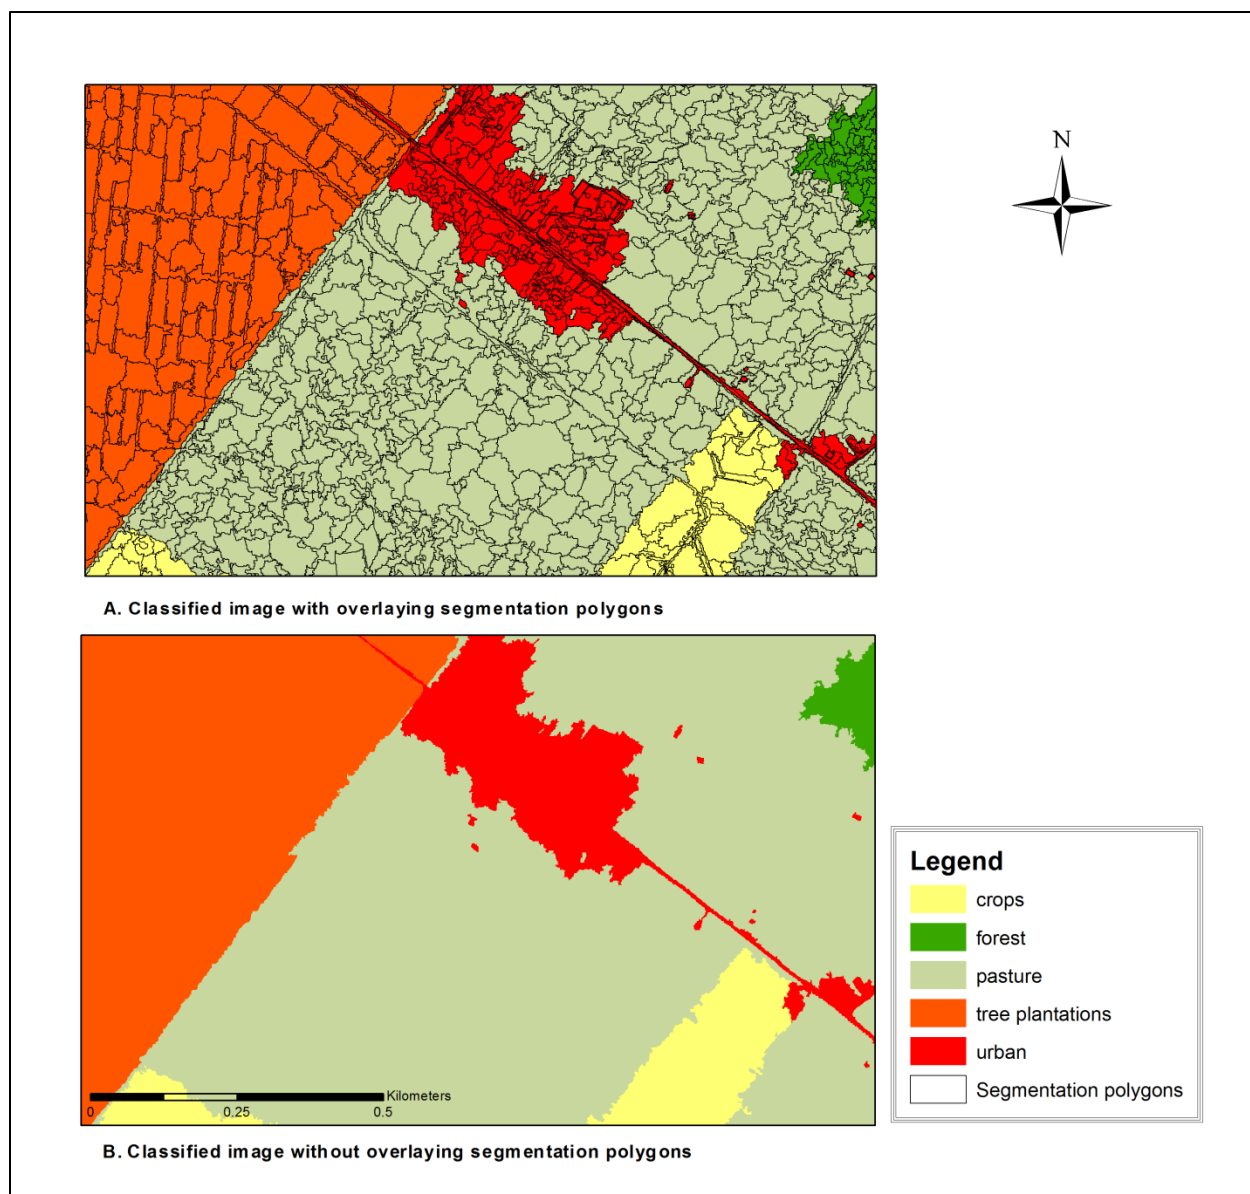 N
A. Classified image with overlaying segmentation polygons
Legend
crops
forest
pasture
tree plantations
urban
Segmentation polygons
Kilometers
0 0.25 0.5
B. Classified image without overlaying segmentation polygons